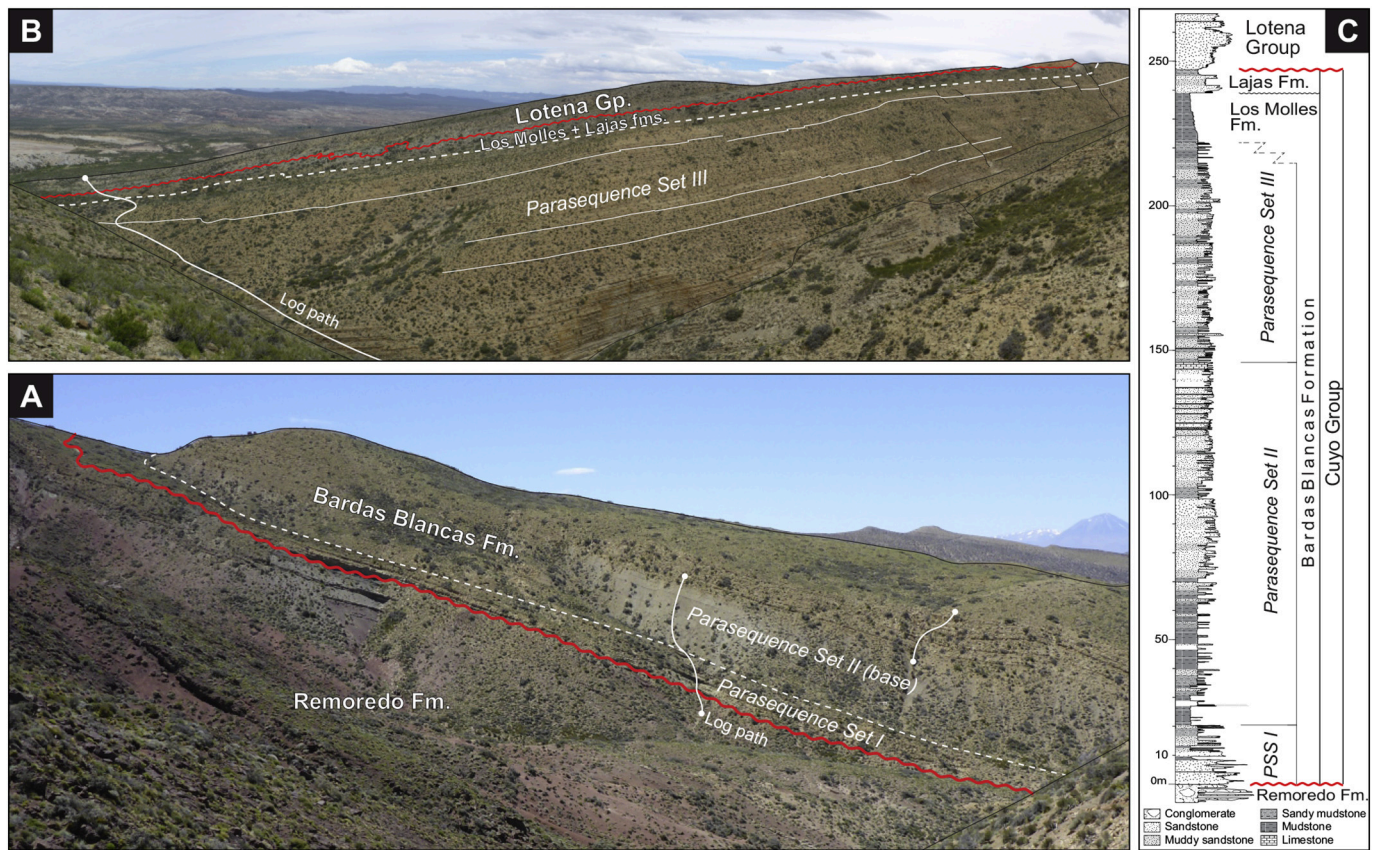 B
Lotena Gp.
Los Molles + Lajas fms.
Parasequence Set III
Log path
A
Bardas Blancas Fm.
Parasequence Set II (base)
Parasequence Set I
Log path
Remoredo Fm.
C
Lotena
Group
250
Lajas Fm.
Los Molles
Fm.
200
Parasequence Set III
150
Bardas Blancas Formation
Cuyo Group
Parasequence Set II
100
50
PSS I
10
0m
Remoredo Fm.
Conglomerate
Sandstone
Muddy sandstone
Sandy mudstone
Mudstone
Limestone